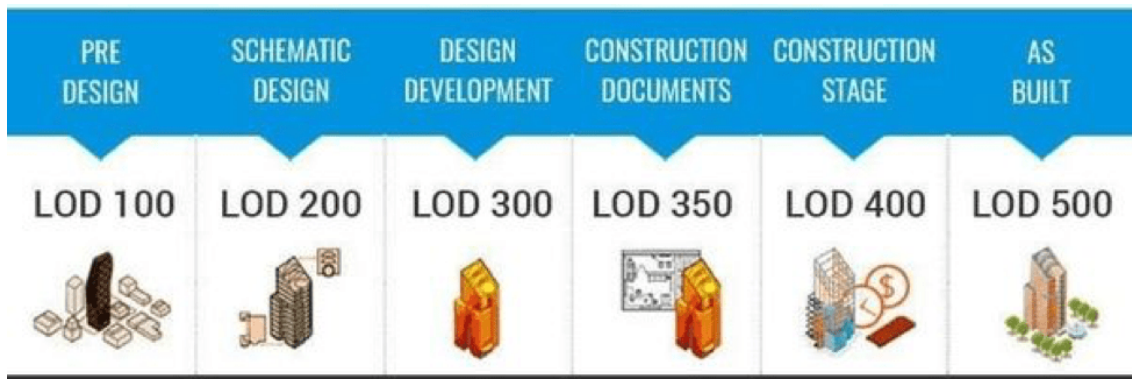 PRE
DESIGN
SCHEMATIC
DESIGN
DESIGN
DEVELOPMENT
CONSTRUCTION
DOCUMENTS
CONSTRUCTION
STAGE
AS
BUILT
LOD 100
LOD 200
LOD 300
LOD 350
LOD 400
LOD 500
$